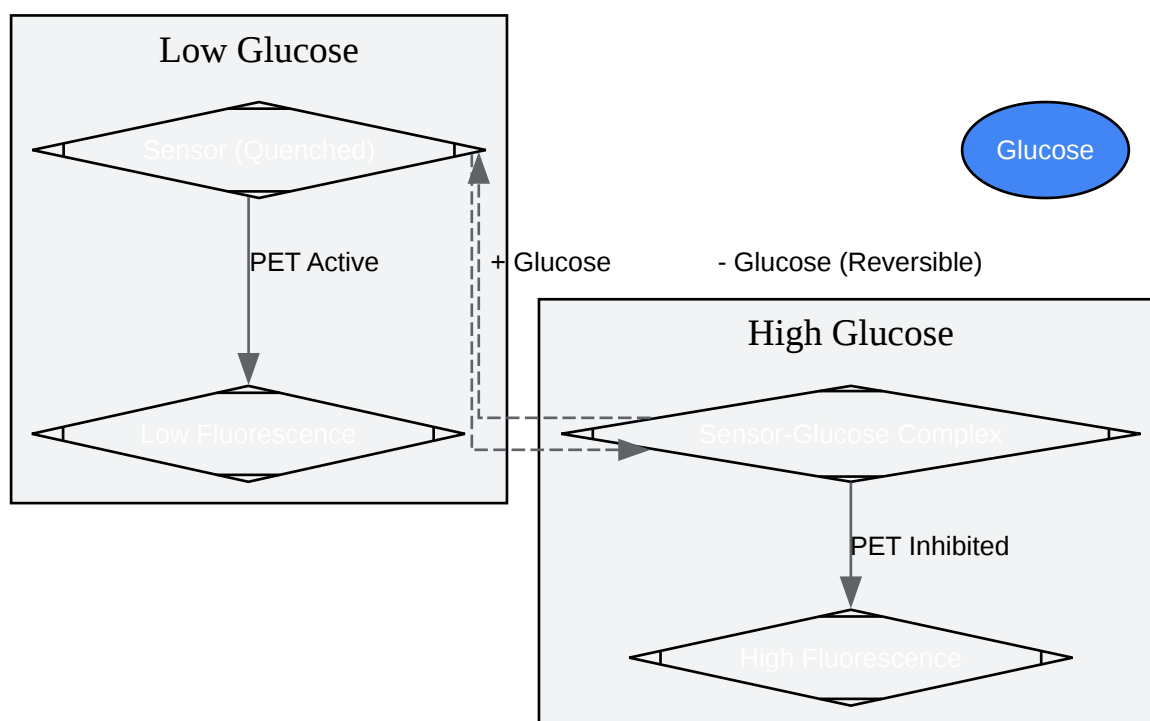 Low Glucose
Sensor (Quenched)
Glucose
PET Active
+ Glucose
- Glucose (Reversible)
High Glucose
Low Fluorescence
Sensor-Glucose Complex
PET Inhibited
High Fluorescence